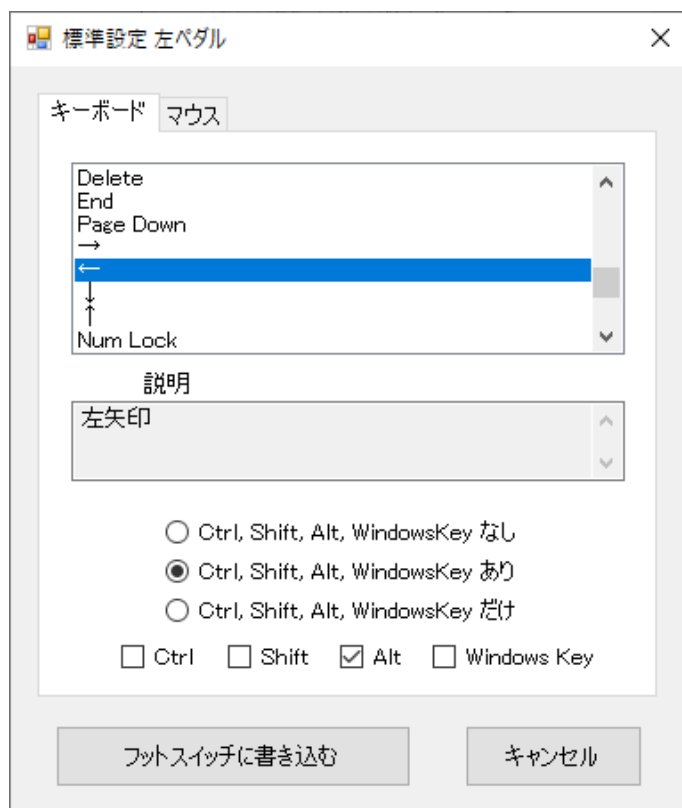 標準設定 左ペダル
キーボード マウス
Delete
End
Page Down
→
←
↓
↑
Num Lock
説明
左矢印
Ctrl, Shift, Alt, WindowsKey なし
Ctrl, Shift, Alt, WindowsKey あり
Ctrl, Shift, Alt, WindowsKey だけ
Ctrl Shift Alt Windows Key
フットスイッチに書き込む キャンセル